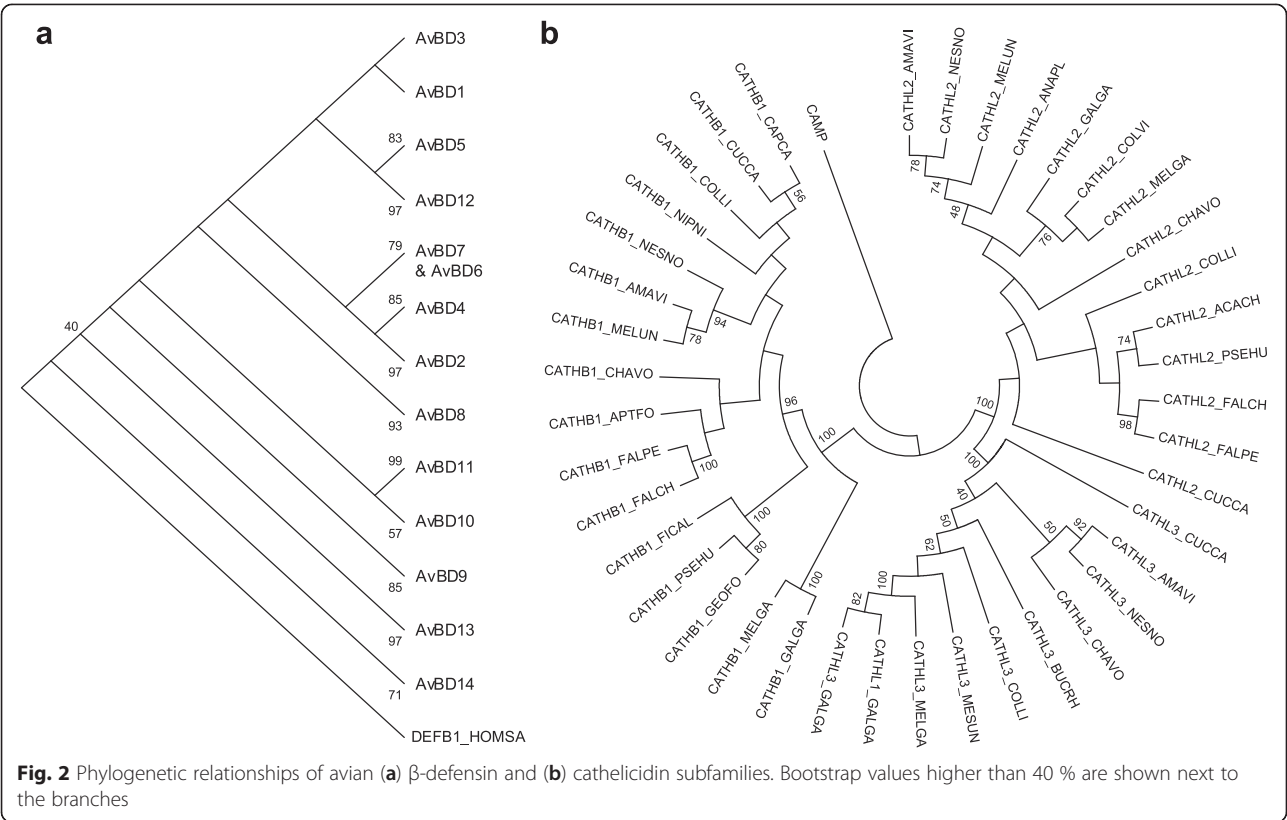 a
AvBD3
AvBD1
83
AvBD5
AvBD12
97
79
AvBD7
& AvBD6
85
AvBD4
40
AvBD2
97
AvBD8
93
99
AvBD11
AvBD10
57
AvBD9
85
AvBD13
97
AvBD14
71
DEFB1_HOMSA
b
CAMP
CATHL2_AMAVI
CATHL2_NESNO
CATHL2_MELUN
CATHL2_ANAPL
CATHL2_GALGA
CATHL2_COLVI
CATHL2_MELGA
CATHL2_CHAVO
CATHL2_COLLI
CATHL2_ACACH
CATHL2_PSEHU
CATHL2_FALCH
CATHL2_FALPE
CATHL2_CUCCA
CATHL3_CUCCA
CATHL3_AMAVI
CATHL3_NESNO
CATHL3_CHAVO
CATHL3_BUCRH
CATHL3_COLLI
CATHL3_MESUN
CATHL3_MELGA
CATHL1_GALGA
CATHL3_GALGA
CATHB1_GALGA
CATHB1_MELGA
CATHB1_GEOFO
CATHB1_PSEHU
CATHB1_FICAL
CATHB1_FALCH
CATHB1_FALPE
CATHB1_APTFO
CATHB1_CHAVO
CATHB1_MELUN
CATHB1_AMAVI
CATHB1_NESNO
CATHB1_NIPNI
CATHB1_COLLI
CATHB1_CUCCA
CATHB1_CAPCA
78
74
48
76
74
98
100
100
40
50
92
50
62
100
82
100
80
100
100
96
100
78
94
56
Fig. 2 Phylogenetic relationships of avian (a) β-defensin and (b) cathelicidin subfamilies. Bootstrap values higher than 40 % are shown next to
the branches